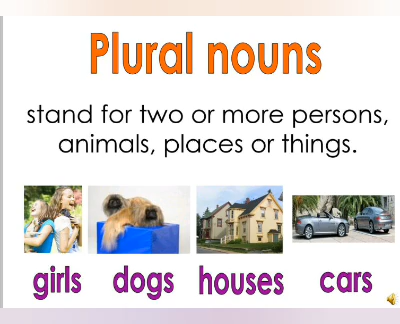 Plural nouns
stand for two or more persons,
animals, places or things.
girls dogs houses cars